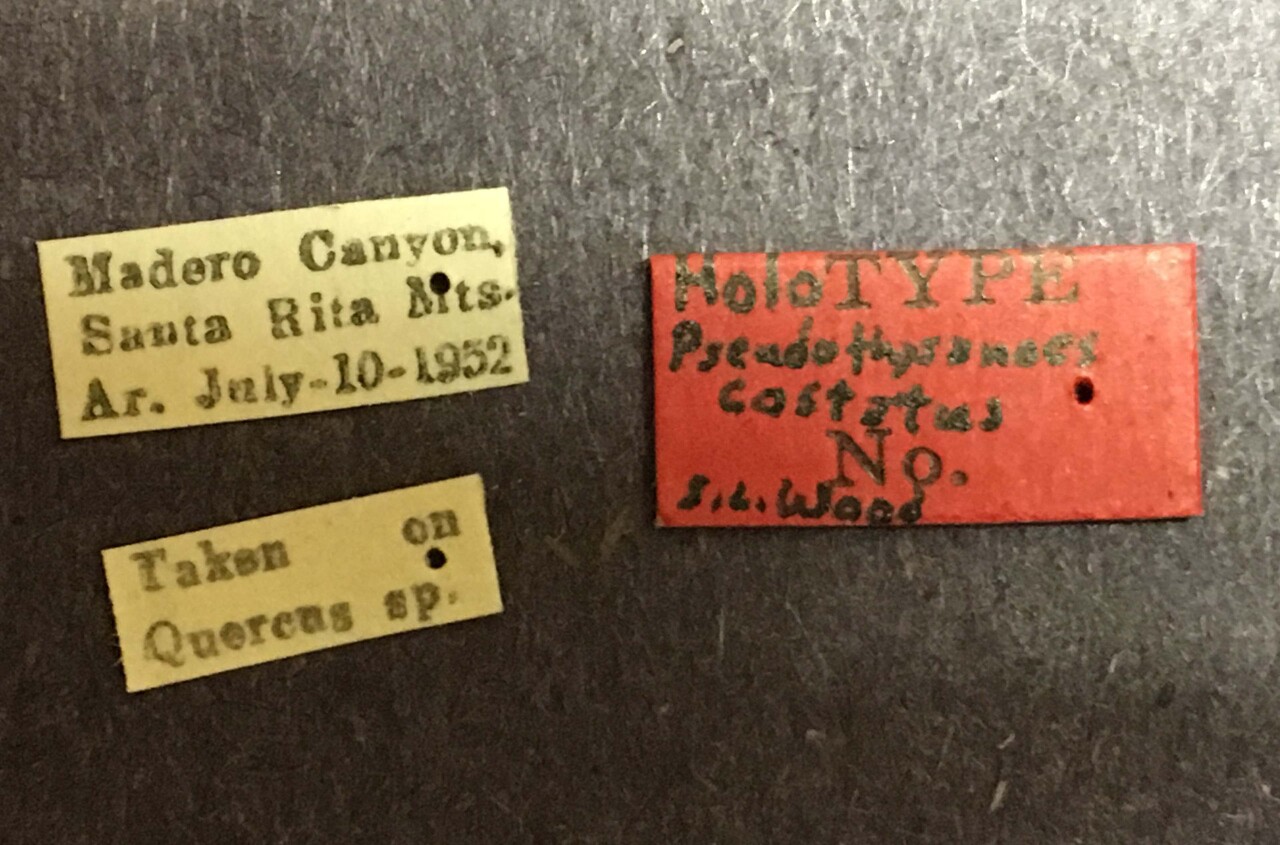 Madero Canyon,
Santa Rita Mts.
Ar. July-10-1952
Taken on
Quercus sp.
HoloTYPE
Pseudothysanoes
costatus
No.
S.L. Wood